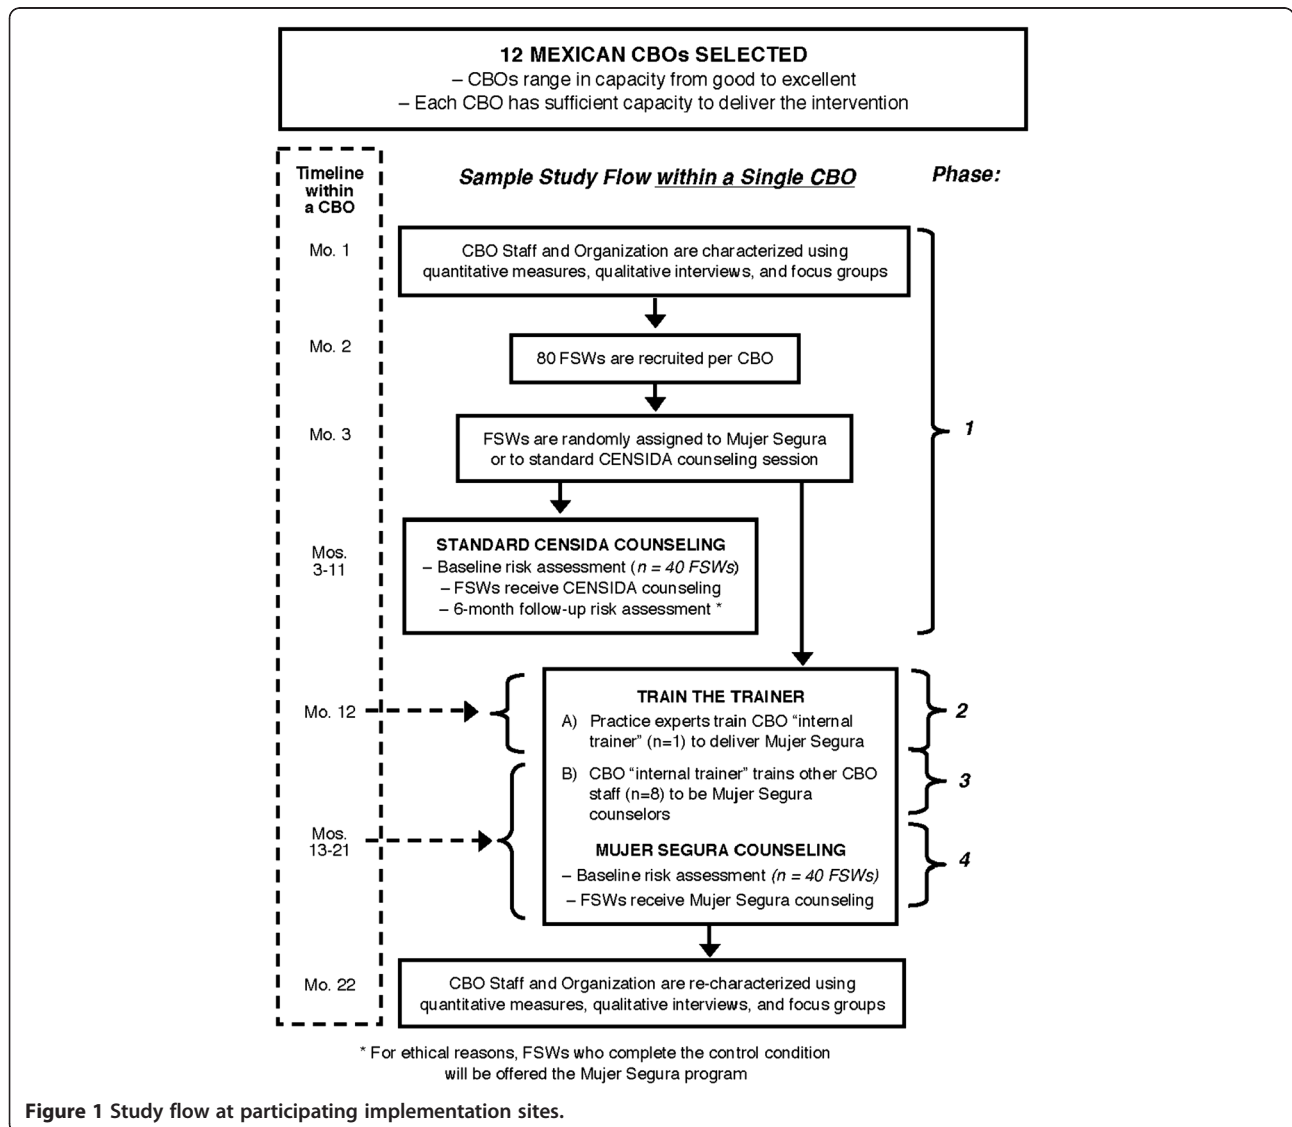 12 MEXICAN CBOs SELECTED
– CBOs range in capacity from good to excellent
– Each CBO has sufficient capacity to deliver the intervention
Timeline
within
a CBO
Sample Study Flow within a Single CBO
Phase:
Mo. 1
CBO Staff and Organization are characterized using
quantitative measures, qualitative interviews, and focus groups
Mo. 2
80 FSWs are recruited per CBO
Mo. 3
FSWs are randomly assigned to Mujer Segura
or to standard CENSIDA counseling session
1
Mos.
3-11
STANDARD CENSIDA COUNSELING
– Baseline risk assessment (n = 40 FSWs)
– FSWs receive CENSIDA counseling
– 6-month follow-up risk assessment *
Mo. 12
TRAIN THE TRAINER
A) Practice experts train CBO “internal
trainer” (n=1) to deliver Mujer Segura
2
B) CBO “internal trainer” trains other CBO
staff (n=8) to be Mujer Segura
counselors
3
Mos.
13-21
MUJER SEGURA COUNSELING
– Baseline risk assessment (n = 40 FSWs)
– FSWs receive Mujer Segura counseling
4
Mo. 22
CBO Staff and Organization are re-characterized using
quantitative measures, qualitative interviews, and focus groups
* For ethical reasons, FSWs who complete the control condition
will be offered the Mujer Segura program
Figure 1 Study flow at participating implementation sites.